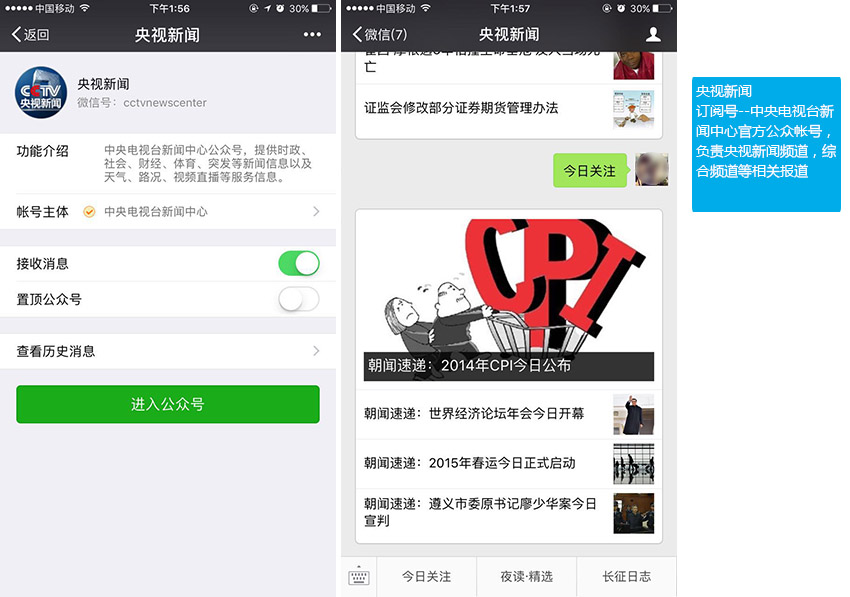 中国移动
下午1:56
30%
返回
央视新闻
CCTV
央视新闻
央视新闻
微信号：cctvnewscenter
功能介绍
中央电视台新闻中心公众号，提供时政、
社会、财经、体育、突发等新闻信息以及
天气、路况、视频直播等服务信息。
帐号主体
中央电视台新闻中心
接收消息
置顶公众号
查看历史消息
进入公众号
中国移动
下午1:57
30%
微信(7)
央视新闻
亡
证监会修改部分证券期货管理办法
今日关注
CPI
朝闻速递：2014年CPI今日公布
朝闻速递：世界经济论坛年会今日开幕
朝闻速递：2015年春运今日正式启动
朝闻速递：遵义市委原书记廖少华案今日
宣判
今日关注
夜读·精选
长征日志
央视新闻
订阅号--中央电视台新
闻中心官方公众帐号，
负责央视新闻频道，综
合频道等相关报道